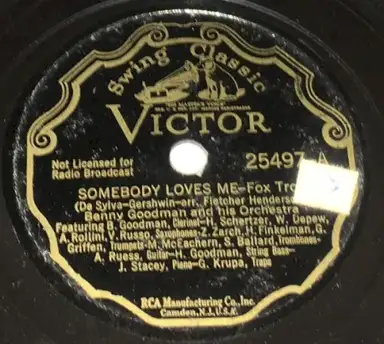 Swing Classic
"HIS MASTER'S VOICE"
VICTOR
Not Licensed for
Radio Broadcast
25497-A
SOMEBODY LOVES ME-Fox
(De Sylva-Gershwin-arr. Fletcher
Benny Goodman and his Orchestra
Featuring B. Goodman, Clarinet-H. Schertzer, W. Depew,
A. Rollini, V. Russo, Saxophones-Z. Zarch, H. Finkelman, G.
Griffen, Trumpets-M. McEachern, S. Ballard, Trombones-
A. Ruess, Guitar-H. Goodman, String Bass-
J. Stacey, Piano-G. Krupa, Traps
RCA Manufacturing Co., Inc.
Camden, N.J., U.S.A.